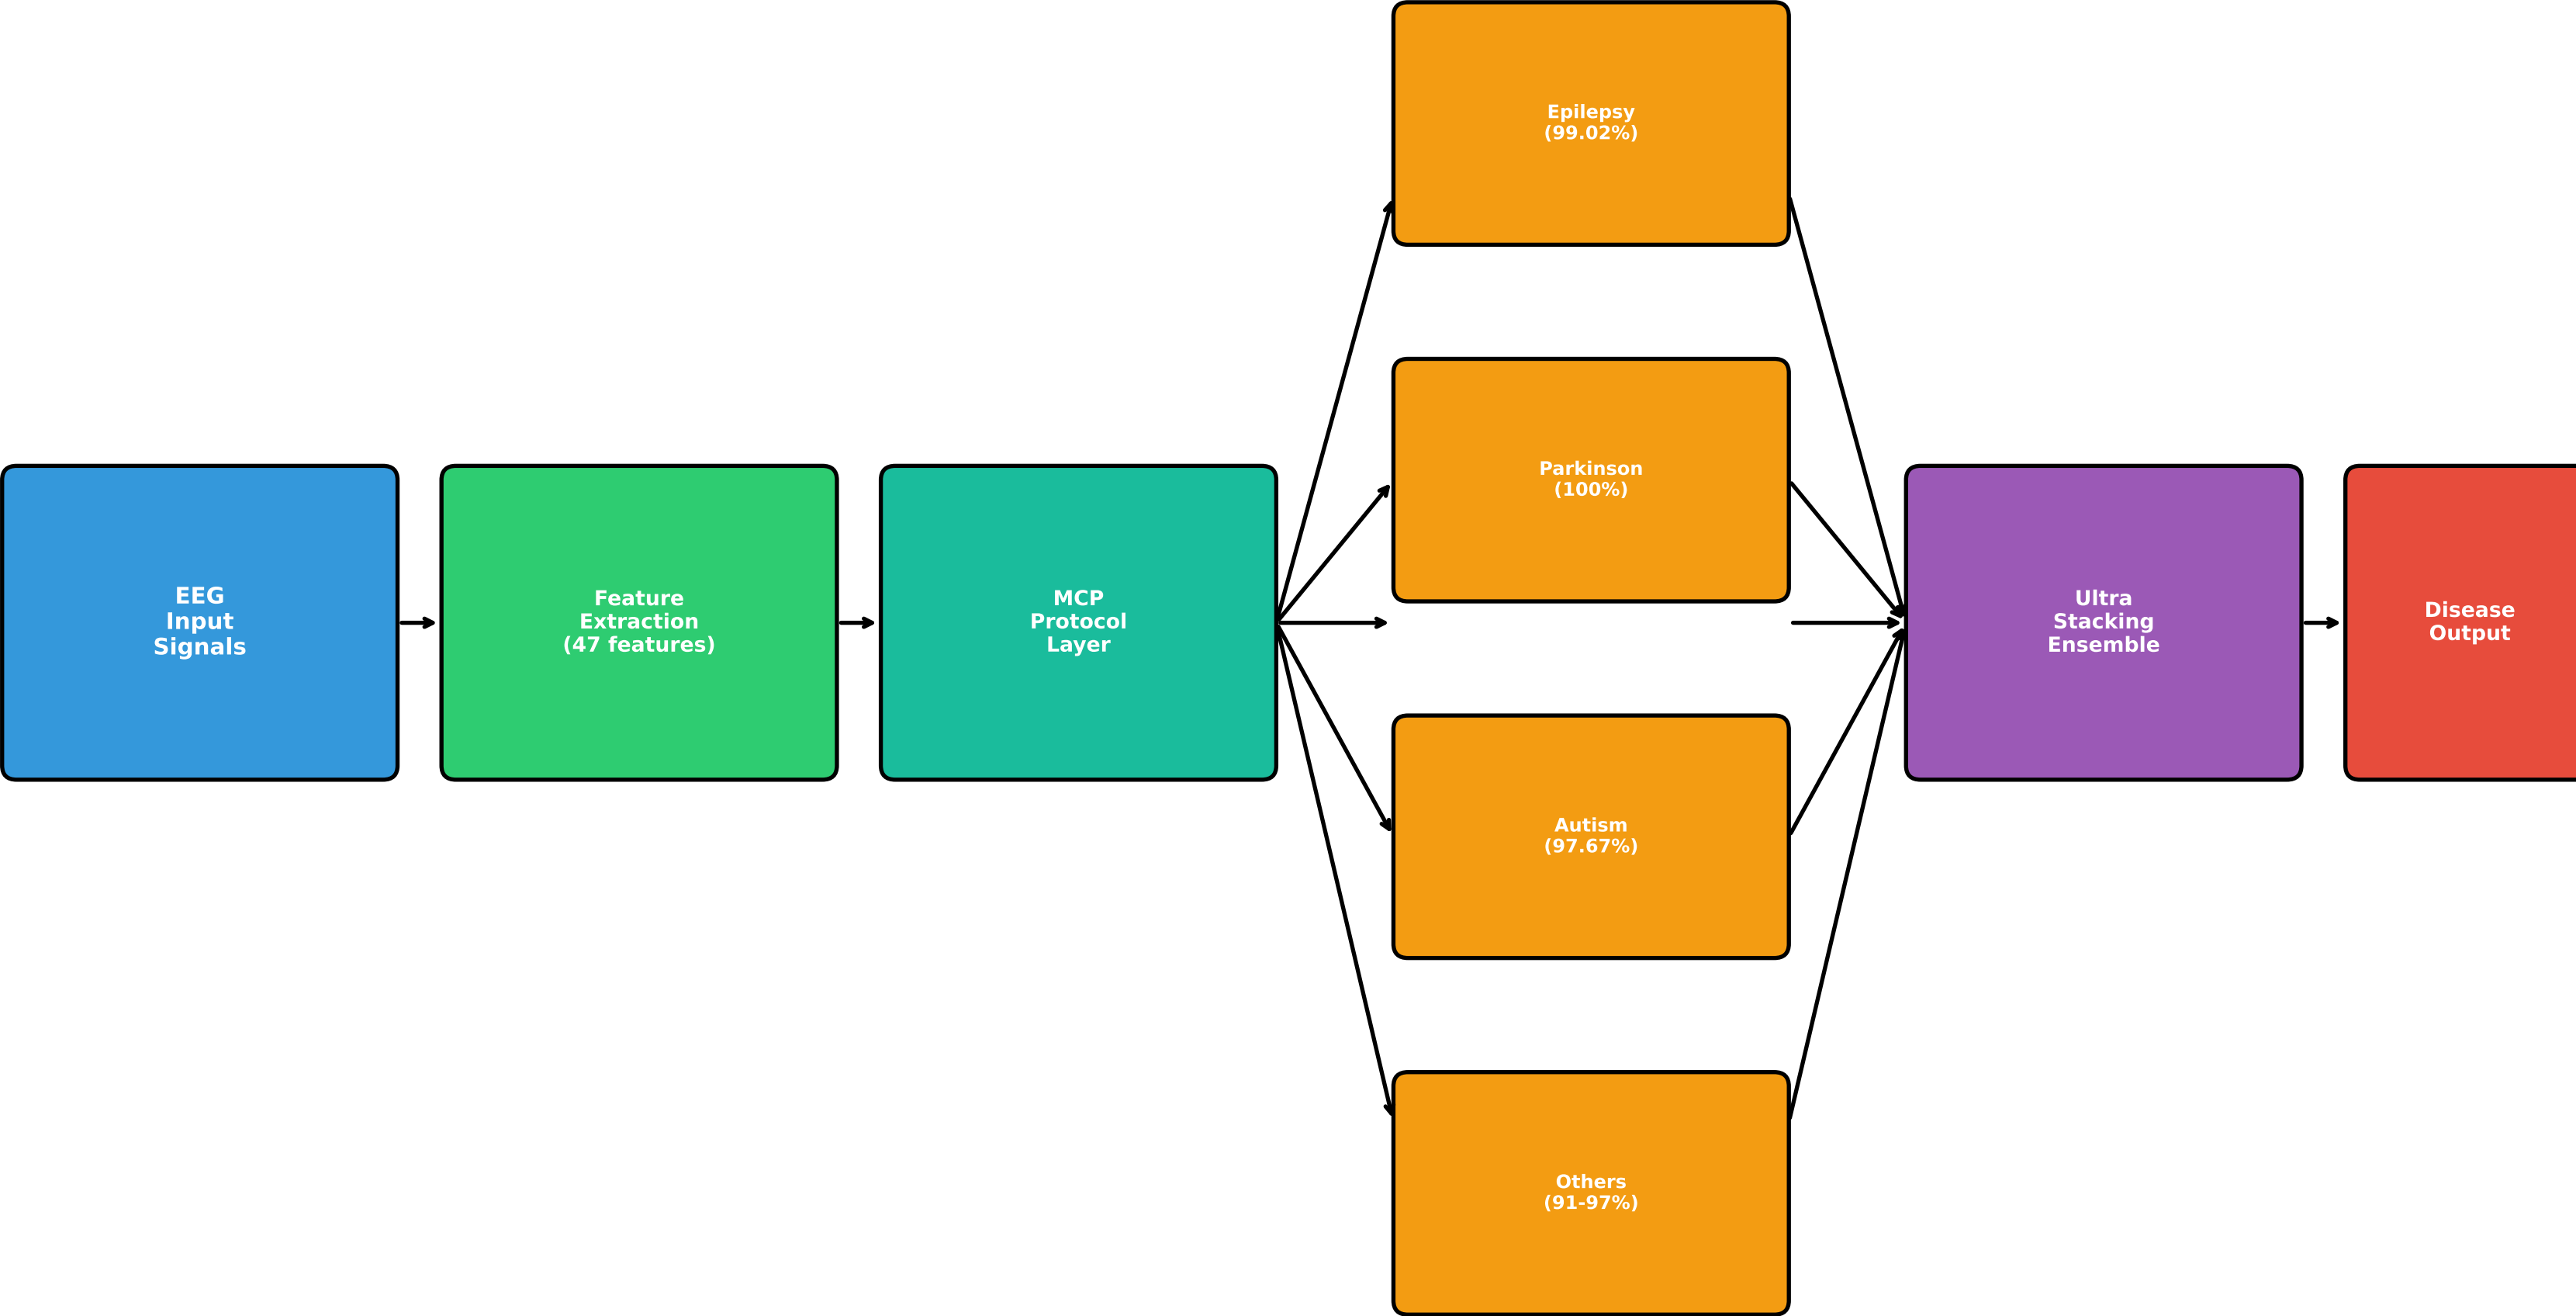 EEG
Input
Signals
Feature
Extraction
(47 features)
MCP
Protocol
Layer
Epilepsy
(99.02%)
Parkinson
(100%)
Autism
(97.67%)
Others
(91-97%)
Ultra
Stacking
Ensemble
Disease
Output